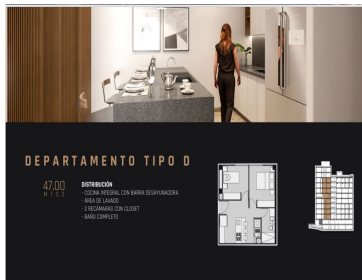 DEPARTAMENTO TIPO D
47.00
MTS2
DISTRIBUCIÓN
- COCINA INTEGRAL CON BARRA DESAYUNADORA
- ÁREA DE LAVADO
- 2 RECÁMARAS CON CLOSET
- BAÑO COMPLETO